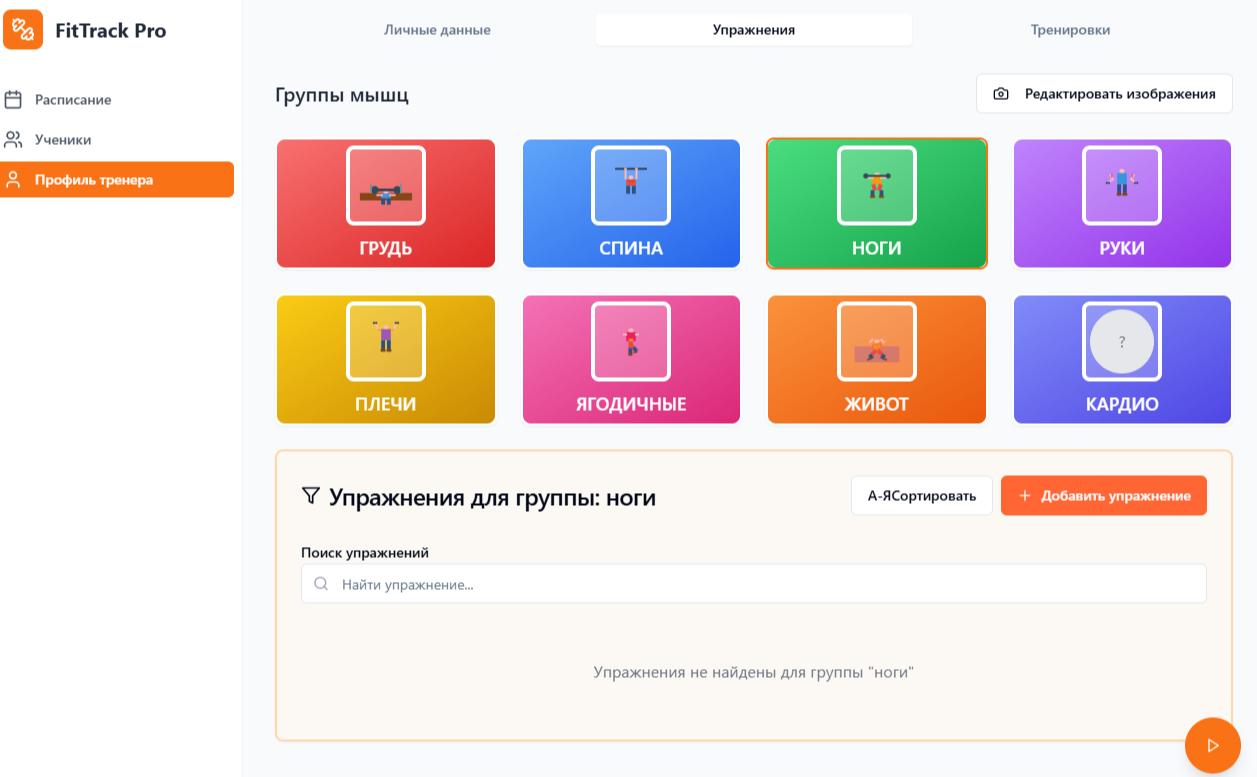 FitTrack Pro
Расписание
Ученики
Профиль тренера
Личные данные
Упражнения
Тренировки
Группы мышц
Редактировать изображения
ГРУДЬ
СПИНА
НОГИ
РУКИ
ПЛЕЧИ
ЯГОДИЧНЫЕ
ЖИВОТ
?
КАРДИО
Упражнения для группы: ноги
А-ЯСортировать
+ Добавить упражнение
Поиск упражнений
Найти упражнение...
Упражнения не найдены для группы "ноги"